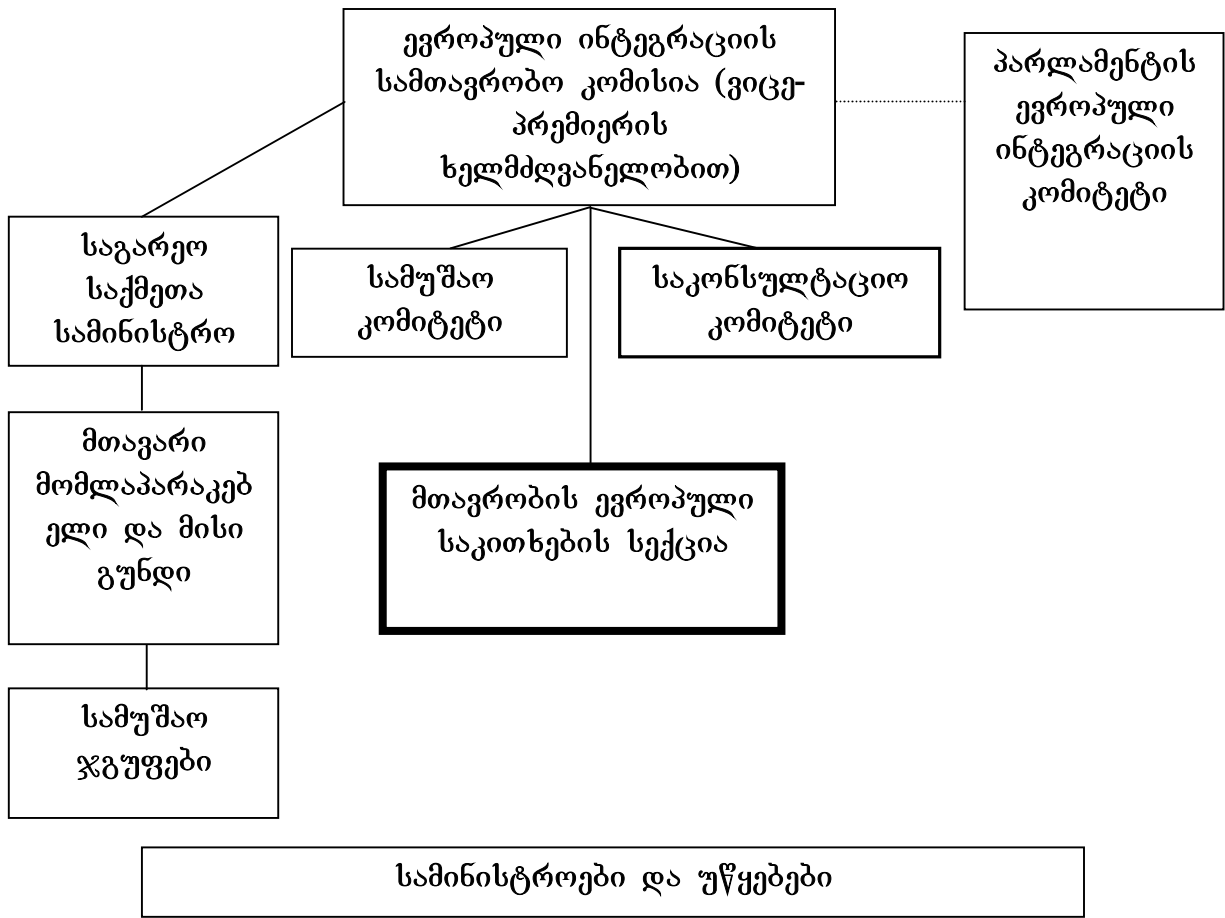 ევროპული ინტეგრაციის
სამთავრობო კომისია (ვიცე-
პრემიერის
ხელმძღვანელობით)
პარლამენტის
ევროპული
ინტეგრაციის
კომიტეტი
საგარეო
საქმეთა
სამინისტრო
სამუშაო
კომიტეტი
საკონსულტაციო
კომიტეტი
მთავარი
მომლაპარაკებ
ელი და მისი
გუნდი
მთავრობის ევროპული
საკითხების სექცია
სამუშაო
ჯგუფები
სამინისტროები და უწყებები